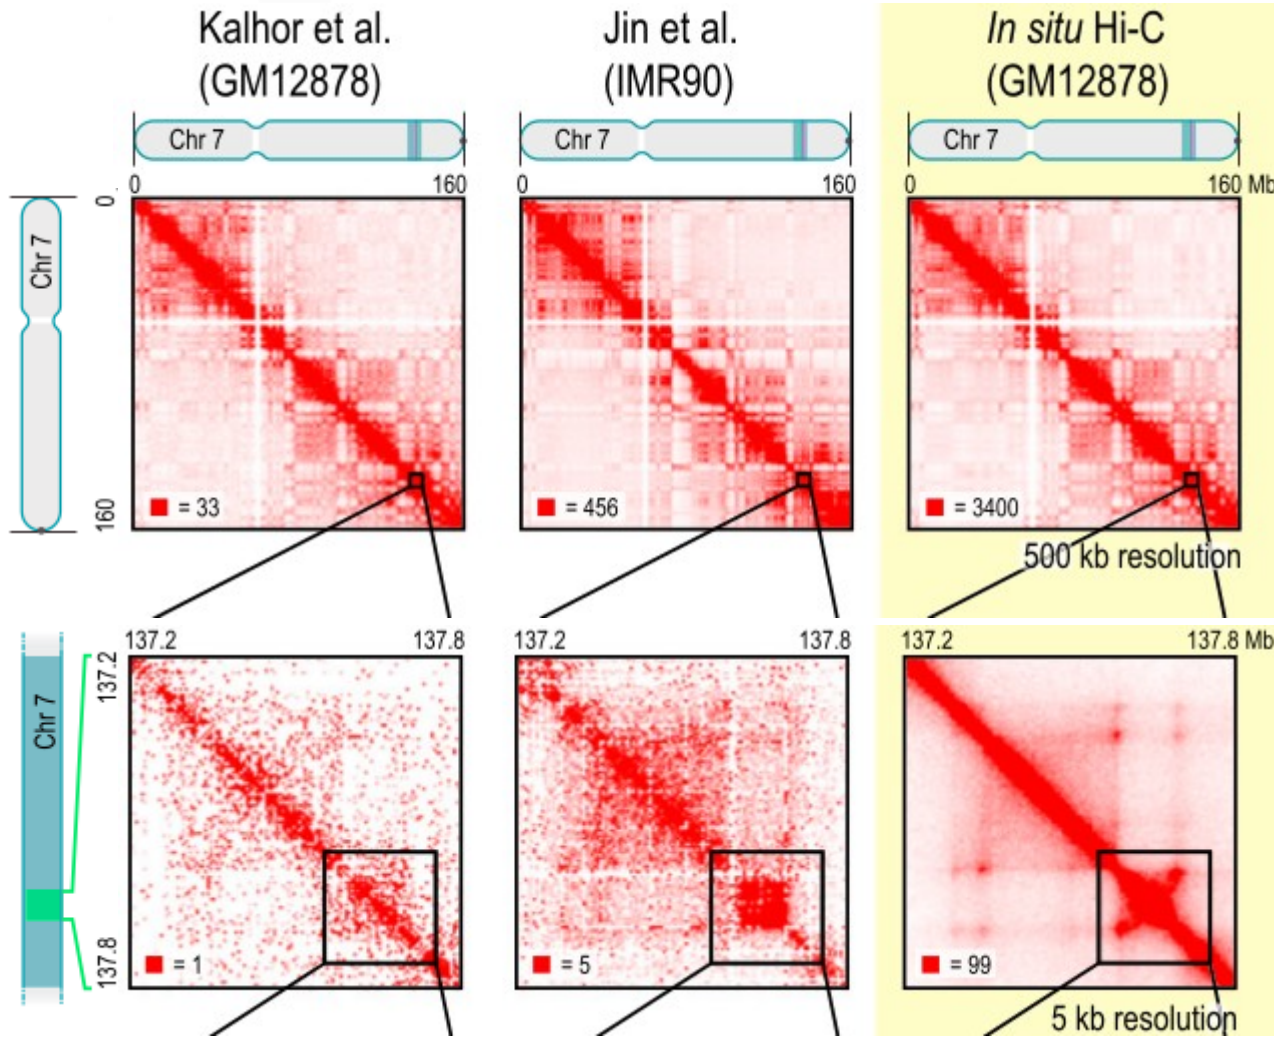 Kalhor et al.
(GM12878)
Jin et al.
(IMR90)
In situ Hi-C
(GM12878)
Chr 7
Chr 7
Chr 7
0
160
0
160
0
160 Mb
0
Chr 7
160
= 33
= 456
= 3400
500 kb resolution
137.2
137.8
137.2
137.8
137.2
137.8 Mb
137.2
Chr 7
137.8
= 1
= 5
= 99
5 kb resolution